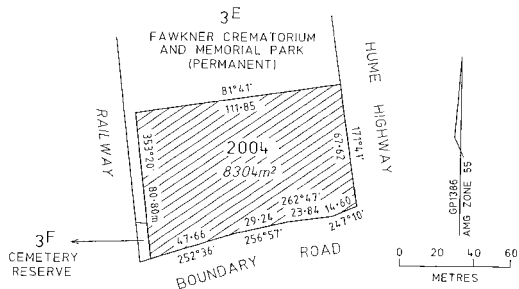 3E
FAWKNER CREMATORIUM
AND MEMORIAL PARK
(PERMANENT)
HUME HIGHWAY
RAILWAY
81°41'
111·85
353°20
80·80m
2004
8304m²
67·62
171°41'
262°47'
29·24
23·84
14·60
47·66
252°36'
256°57'
247°10'
BOUNDARY ROAD
3F
CEMETERY
RESERVE
GP1386
AMG ZONE 55
0 20 40 60
METRES